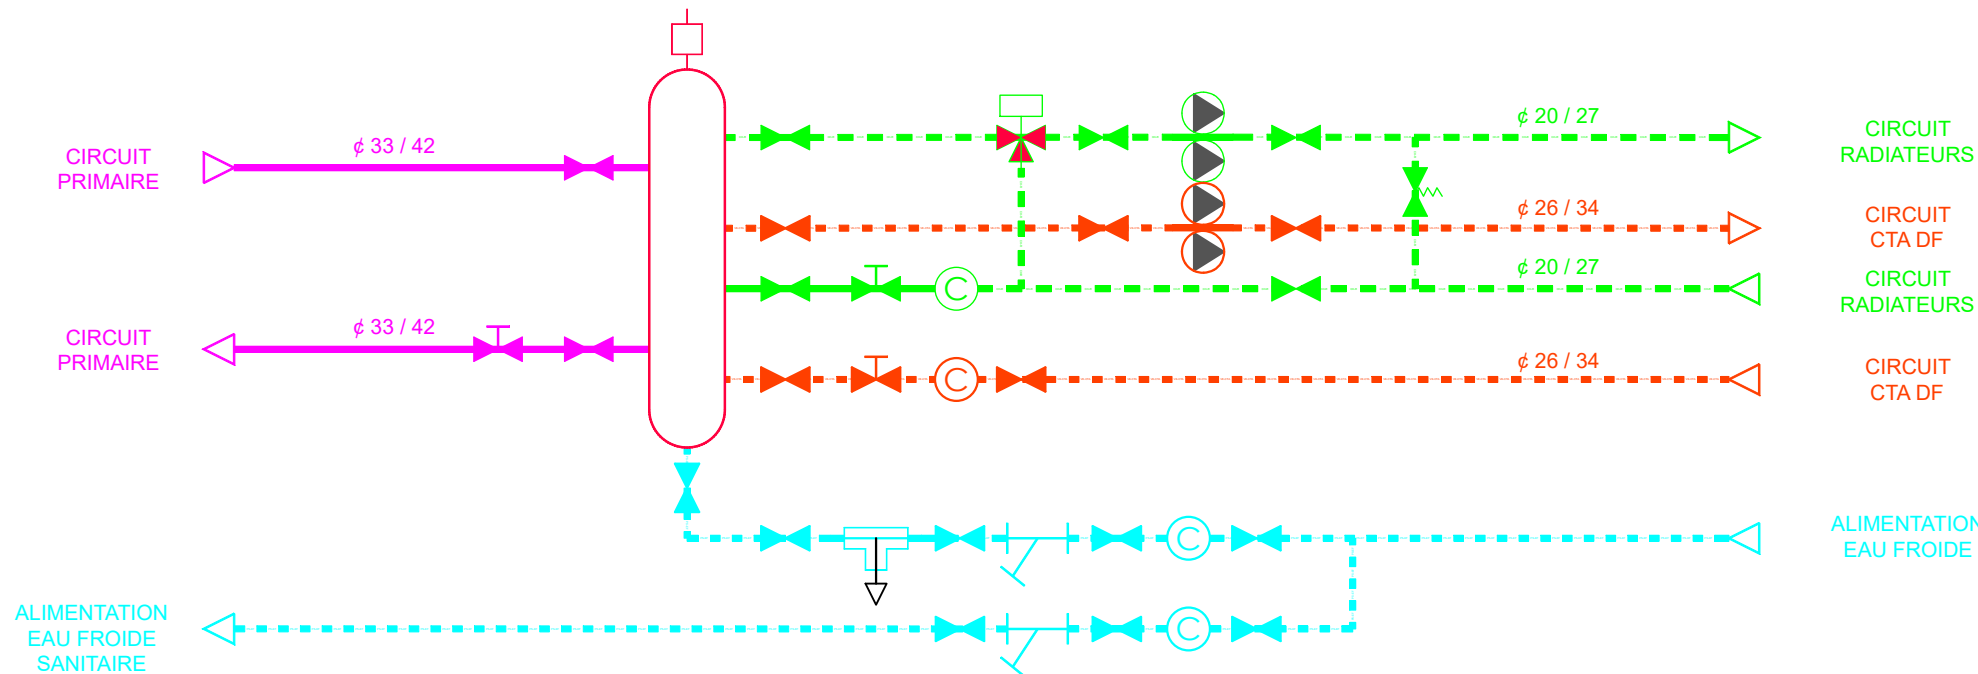 ¢ 20 / 27
CIRCUIT
RADIATEURS
¢ 33 / 42
CIRCUIT
PRIMAIRE
¢ 26 / 34
CIRCUIT
CTA DF
¢ 20 / 27
CIRCUIT
RADIATEURS
¢ 33 / 42
CIRCUIT
PRIMAIRE
¢ 26 / 34
CIRCUIT
CTA DF
C
C
ALIMENTATION
EAU FROIDE
C
ALIMENTATION
EAU FROIDE
SANITAIRE
C